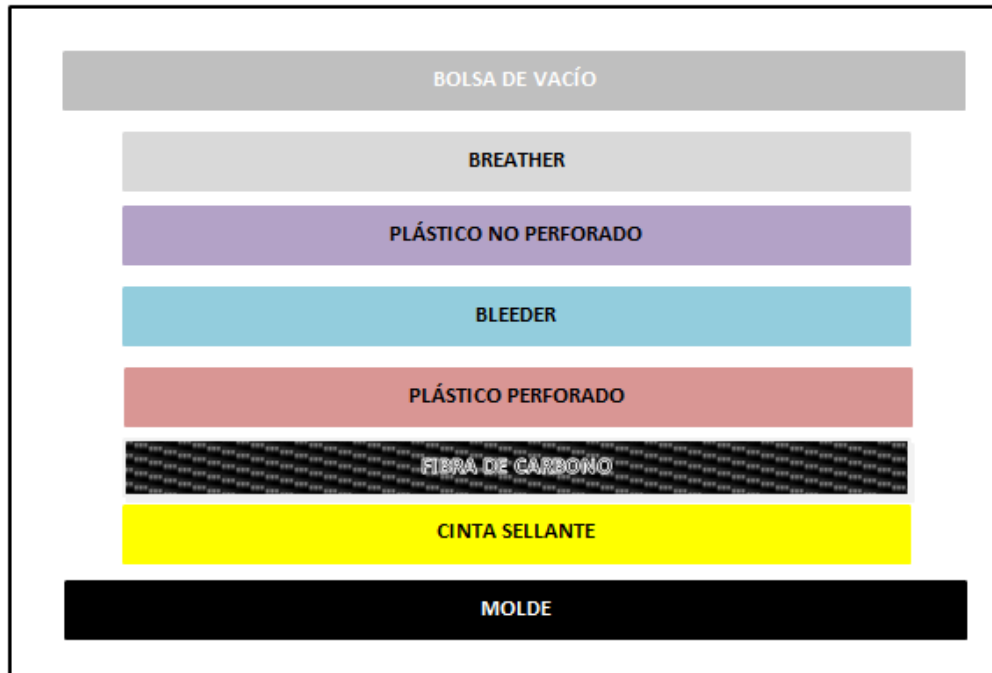 BOLSA DE VACÍO
BREATHER
PLÁSTICO NO PERFORADO
BLEEDER
PLÁSTICO PERFORADO
FIBRA DE CARBONO
CINTA SELLANTE
MOLDE